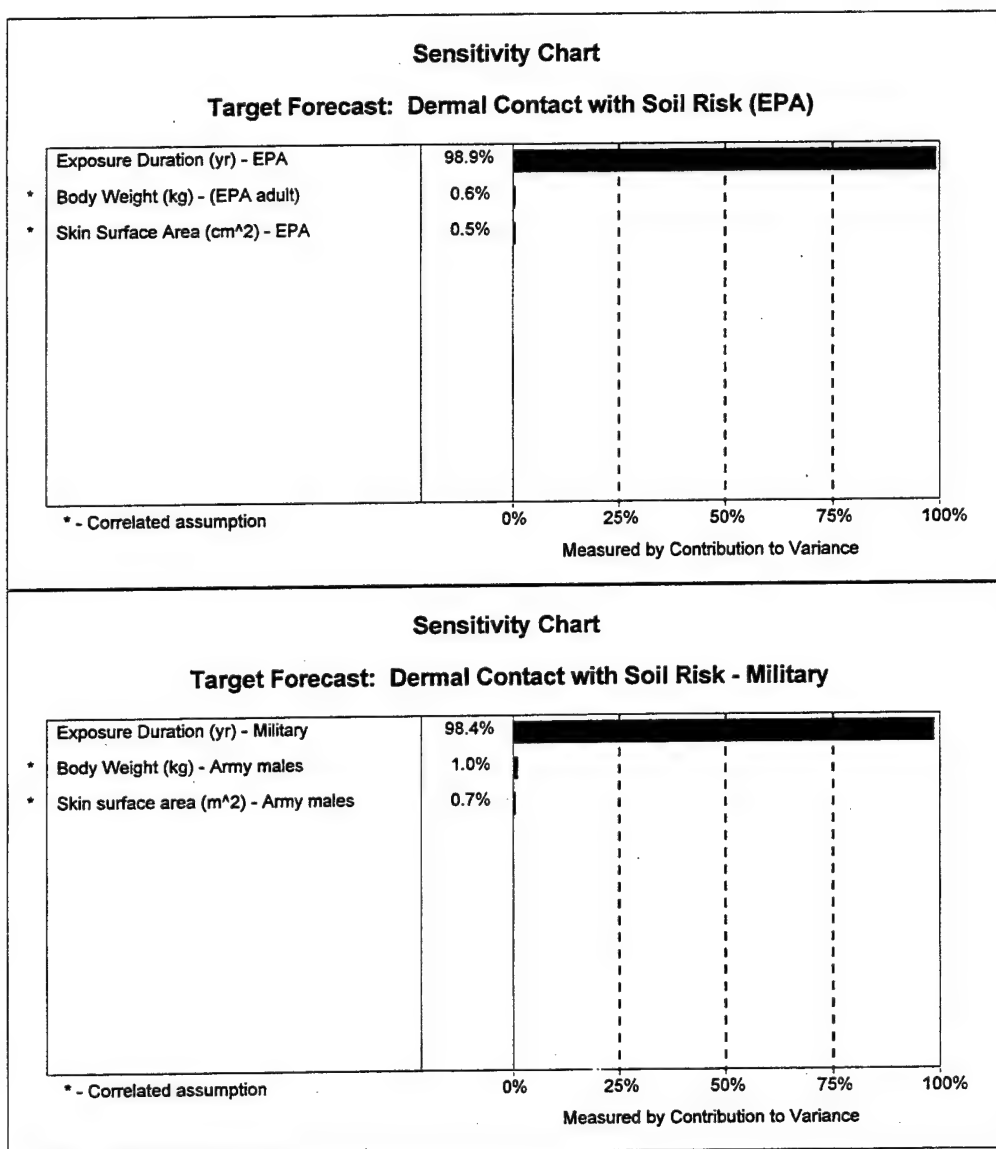 Sensitivity Chart
Target Forecast: Dermal Contact with Soil Risk (EPA)
Exposure Duration (yr) - EPA 98.9%
* Body Weight (kg) - (EPA adult) 0.6%
* Skin Surface Area (cm^2) - EPA 0.5%
* - Correlated assumption 0% 25% 50% 75% 100%
Measured by Contribution to Variance
Sensitivity Chart
Target Forecast: Dermal Contact with Soil Risk - Military
Exposure Duration (yr) - Military 98.4%
* Body Weight (kg) - Army males 1.0%
* Skin surface area (m^2) - Army males 0.7%
* - Correlated assumption 0% 25% 50% 75% 100%
Measured by Contribution to Variance